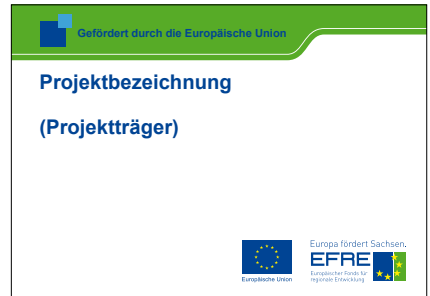 Gefördert durch die Europäische Union
Projektbezeichnung
(Projektträger)
Europäische Union
Europa fördert Sachsen.
EFRE
Europäischer Fonds für
regionale Entwicklung